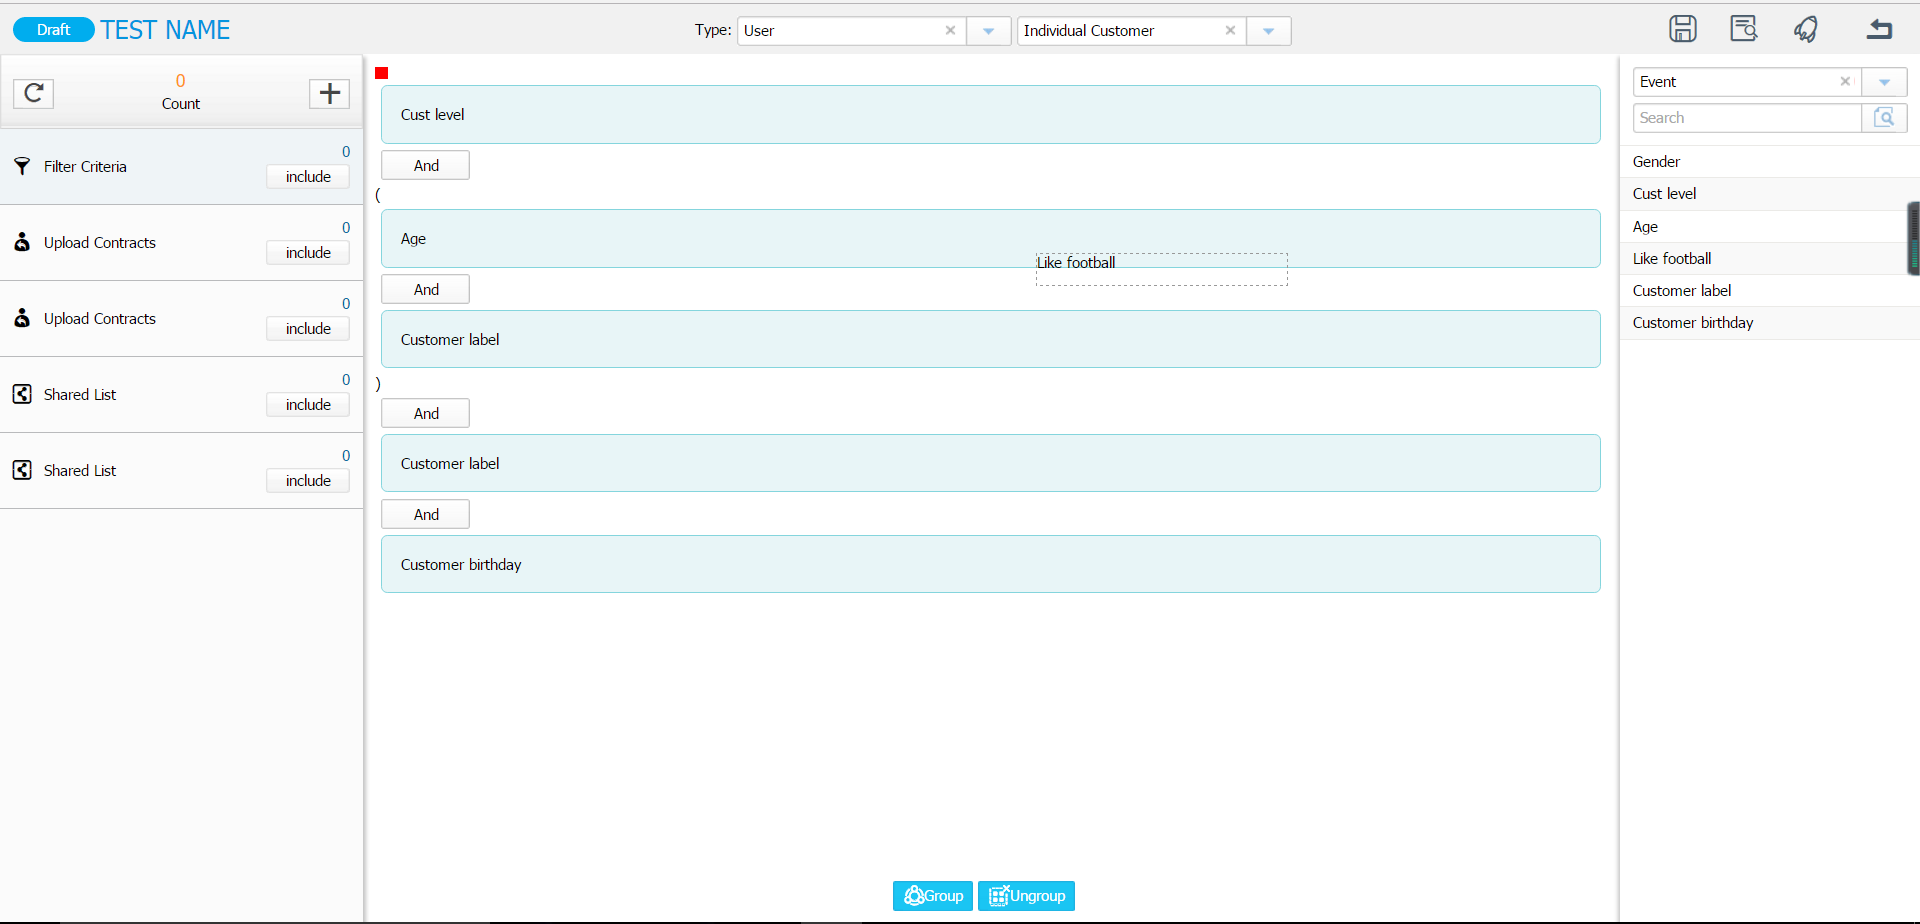 Draft TEST NAME
Type: User Individual Customer
0
Count
Filter Criteria
0
include
Upload Contracts
0
include
Upload Contracts
0
include
Shared List
0
include
Shared List
0
include
Cust level
And
(
Age
Like football
And
Customer label
)
And
Customer label
And
Customer birthday
Group Ungroup
Event
Search
Gender
Cust level
Age
Like football
Customer label
Customer birthday